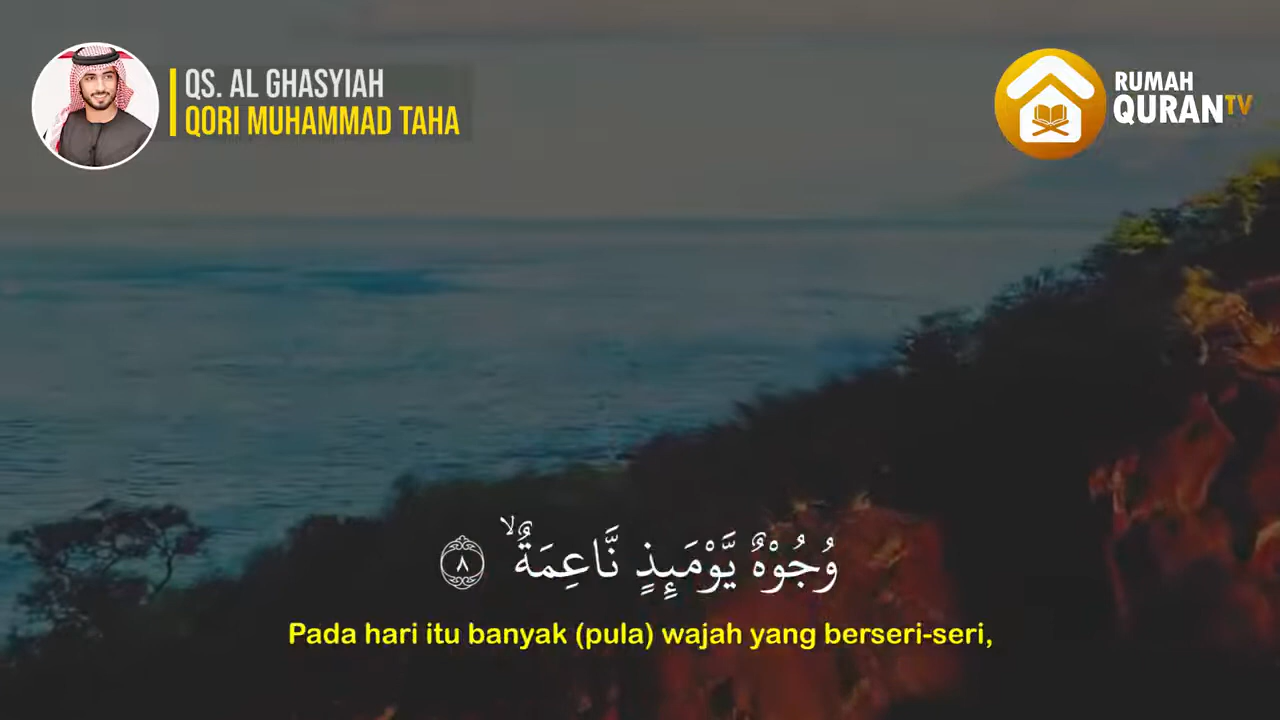 QS. AL GHASYIAH
QORI MUHAMMAD TAHA
RUMAH
QURAN TV
وُجُوْهٌ يَّوْمَىِٕذٍ نَّاعِمَةٌ ۙ ٨
Pada hari itu banyak (pula) wajah yang berseri-seri,